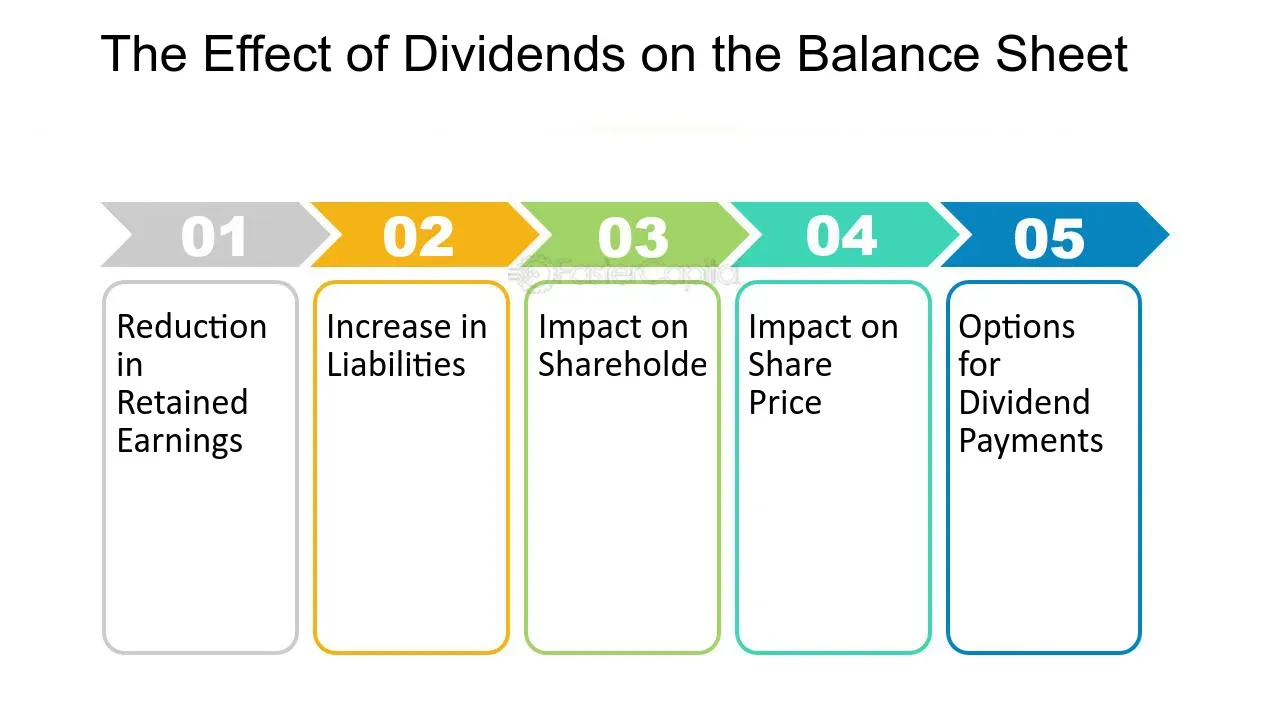 The Effect of Dividends on the Balance Sheet
01
02
03
04
05
FasterCapita
Reduction
in
Retained
Earnings
Increase in
Liabilities
Impact on
Shareholde
Impact on
Share
Price
Options
for
Dividend
Payments